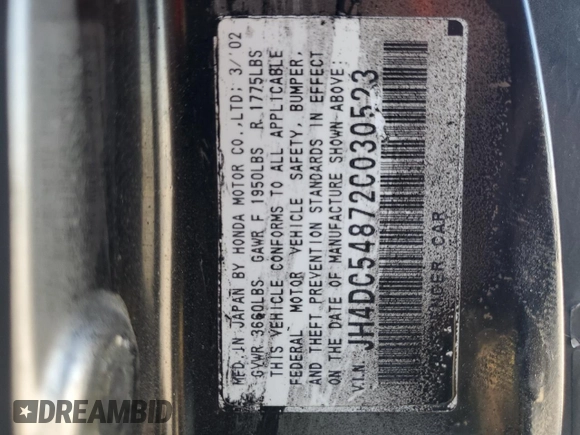 MFD. IN JAPAN BY HONDA MOTOR CO., LTD: 3/'02
GVWR 3660LBS GAWR F 1950LBS R 1775LBS
THIS VEHICLE CONFORMS TO ALL APPLICABLE
FEDERAL MOTOR VEHICLE SAFETY, BUMPER,
AND THEFT PREVENTION STANDARDS IN EFFECT
ON THE DATE OF MANUFACTURE SHOWN ABOVE:
V.I.N. JH4DC54872C030523
CAR
DREAMBID